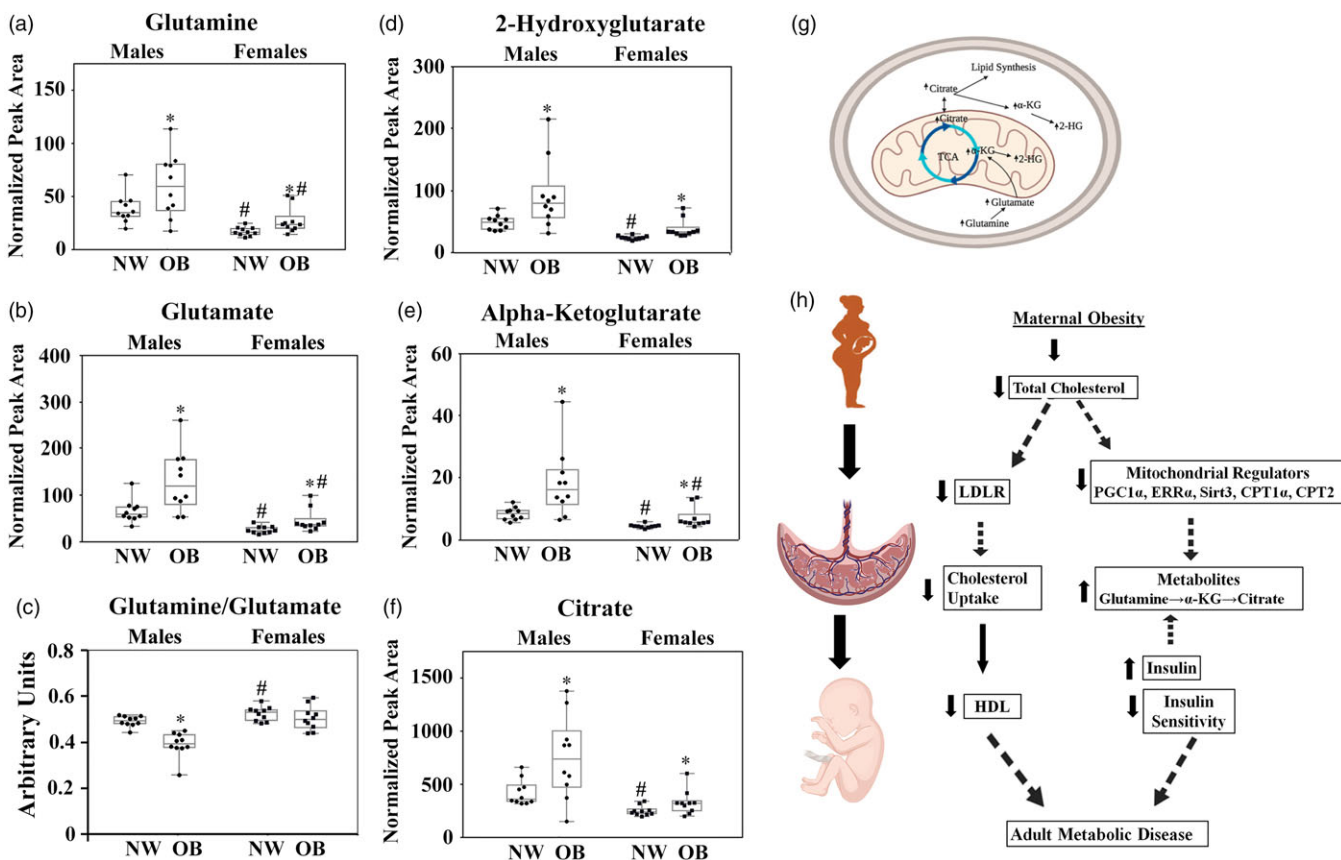 (a)
Glutamine
Males Females
Normalized Peak Area
150
100
50
0
*
#
*#
NW OB NW OB
(b)
Glutamate
Males Females
Normalized Peak Area
400
300
200
100
0
*
#
*#
NW OB NW OB
(c)
Glutamine/Glutamate
Males Females
Arbitrary Units
0.8
0.6
0.4
0.2
0
*
#
NW OB NW OB
(d)
2-Hydroxyglutarate
Males Females
Normalized Peak Area
300
200
100
0
*
#
*
NW OB NW OB
(e)
Alpha-Ketoglutarate
Males Females
Normalized Peak Area
60
40
20
0
*
#
*#
NW OB NW OB
(f)
Citrate
Males Females
Normalized Peak Area
1500
1000
500
0
*
#
*
NW OB NW OB
(g)
Lipid Synthesis
Citrate
α-KG
2-HG
Citrate
TCA
α-KG
2-HG
Glutamate
Glutamine
(h)
Maternal Obesity
Total Cholesterol
LDLR
Mitochondrial Regulators
PGC1α, ERRα, Sirt3, CPT1α, CPT2
Cholesterol
Uptake
Metabolites
Glutamine→α-KG→Citrate
Insulin
HDL
Insulin
Sensitivity
Adult Metabolic Disease